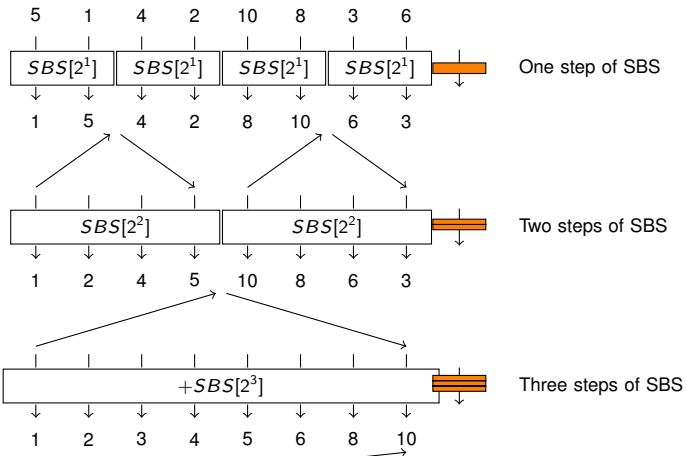 5 1 4 2 10 8 3 6
SBS[2¹] SBS[2¹] SBS[2¹] SBS[2¹] One step of SBS
1 5 4 2 8 10 6 3
SBS[2²] SBS[2²] Two steps of SBS
1 2 4 5 10 8 6 3
+SBS[2³] Three steps of SBS
1 2 3 4 5 6 8 10